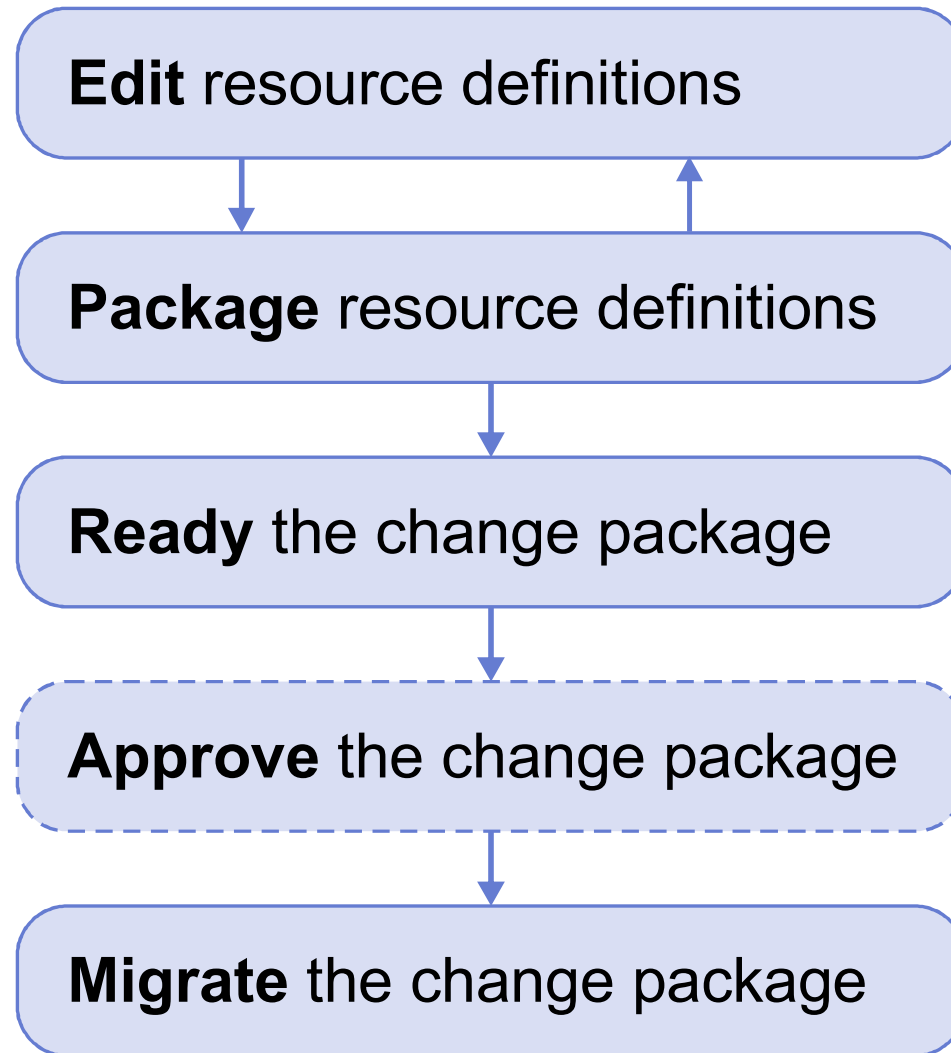 Edit resource definitions
Package resource definitions
Ready the change package
Approve the change package
Migrate the change package